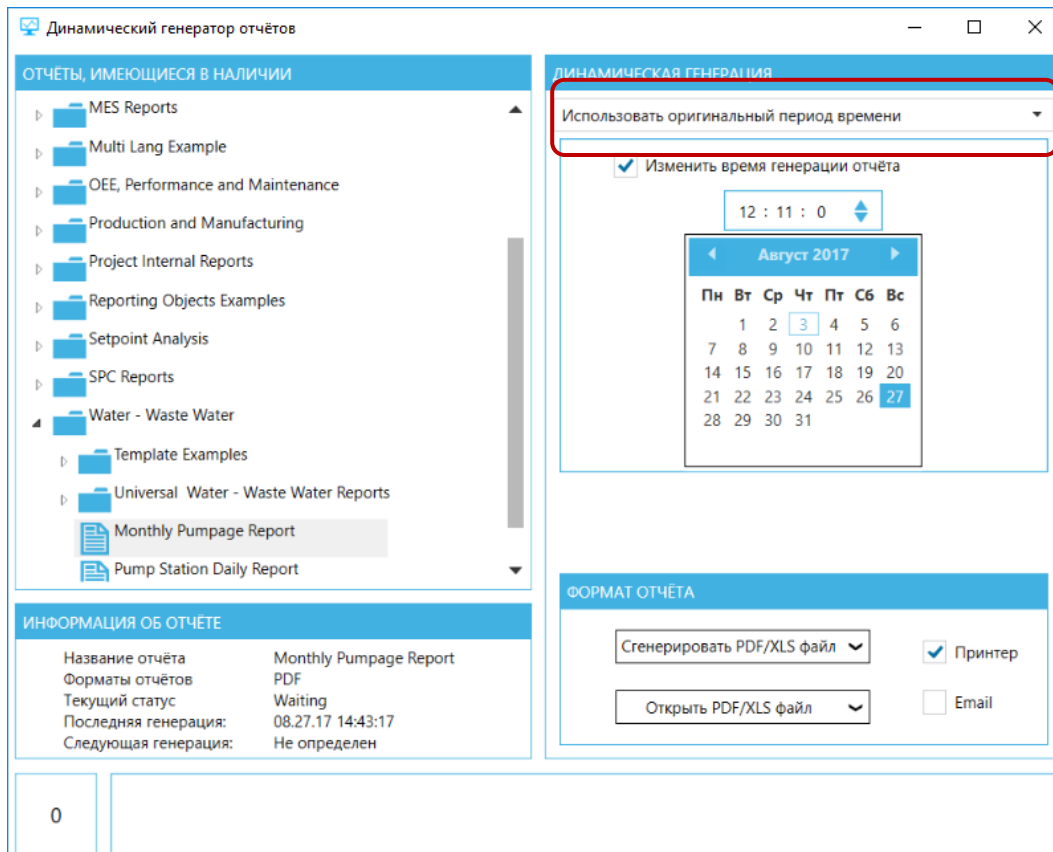 Динамический генератор отчётов
ОТЧЁТЫ, ИМЕЮЩИЕСЯ В НАЛИЧИИ
MES Reports
Multi Lang Example
OEE, Performance and Maintenance
Production and Manufacturing
Project Internal Reports
Reporting Objects Examples
Setpoint Analysis
SPC Reports
Water - Waste Water
Template Examples
Universal Water - Waste Water Reports
Monthly Pumpage Report
Pump Station Daily Report
ИНФОРМАЦИЯ ОБ ОТЧЁТЕ
Название отчёта Monthly Pumpage Report
Форматы отчётов PDF
Текущий статус Waiting
Последняя генерация: 08.27.17 14:43:17
Следующая генерация: Не определен
0
ДИНАМИЧЕСКАЯ ГЕНЕРАЦИЯ
Использовать оригинальный период времени
Изменить время генерации отчёта
12 : 11 : 0
Август 2017
Пн Вт Ср Чт Пт Сб Вс
1 2 3 4 5 6
7 8 9 10 11 12 13
14 15 16 17 18 19 20
21 22 23 24 25 26 27
28 29 30 31
ФОРМАТ ОТЧЁТА
Сгенерировать PDF/XLS файл Принтер
Открыть PDF/XLS файл Email